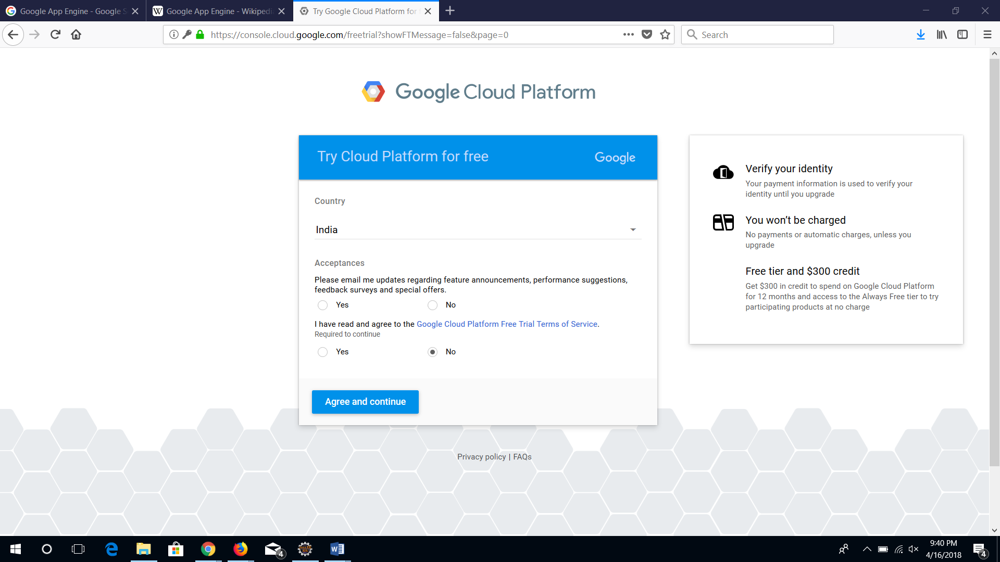 Google App Engine - Google S
Google App Engine - Wikipedi
Try Google Cloud Platform for
https://console.cloud.google.com/freetrial?showFTMessage=false&page=0
Search
Google Cloud Platform
Try Cloud Platform for free
Google
Country
India
Acceptances
Please email me updates regarding feature announcements, performance suggestions,
feedback surveys and special offers.
Yes No
I have read and agree to the Google Cloud Platform Free Trial Terms of Service.
Required to continue
Yes No
Agree and continue
Verify your identity
Your payment information is used to verify your
identity until you upgrade
You won’t be charged
No payments or automatic charges, unless you
upgrade
Free tier and $300 credit
Get $300 in credit to spend on Google Cloud Platform
for 12 months and access to the Always Free tier to try
participating products at no charge
Privacy policy | FAQs
4
9:40 PM
4/16/2018
4